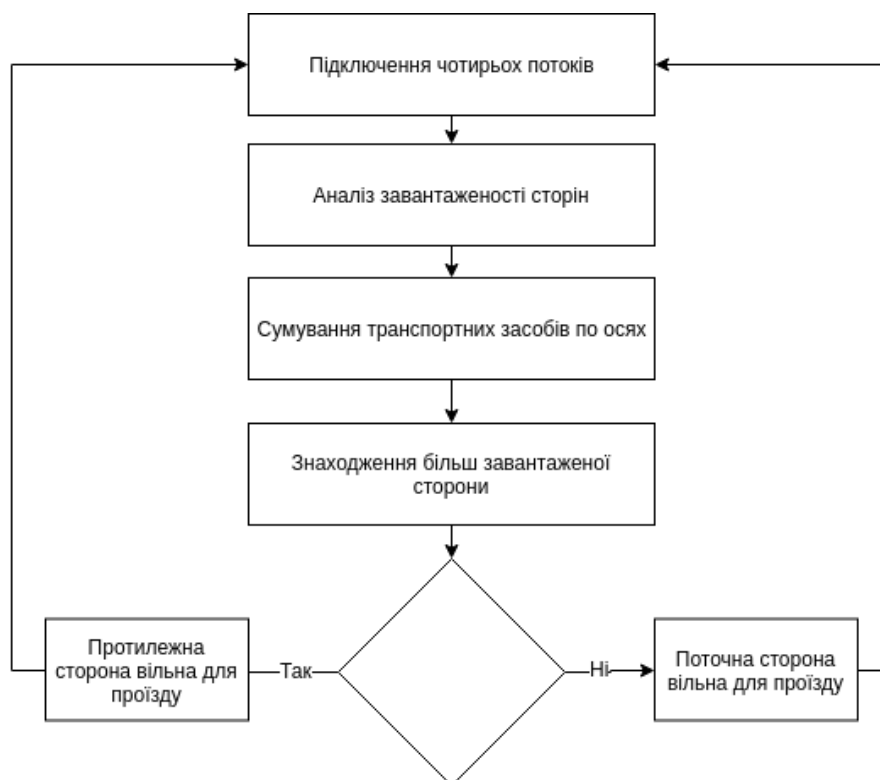 Підключення чотирьох потоків
Аналіз завантаженості сторін
Сумування транспортних засобів по осях
Знаходження більш завантаженої
сторони
Протилежна
сторона вільна для
проїзду
Так
Ні
Поточна сторона
вільна для проїзду